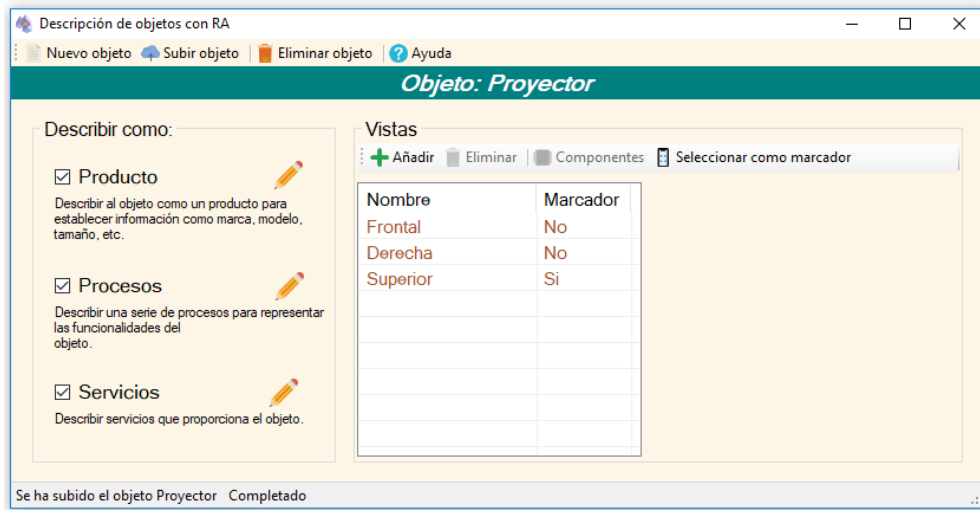 Descripción de objetos con RA
Nuevo objeto Subir objeto Eliminar objeto Ayuda
Objeto: Proyector
Describir como:
Producto
Describir al objeto como un producto para
establecer información como marca, modelo,
tamaño, etc.
Procesos
Describir una serie de procesos para representar
las funcionalidades del
objeto.
Servicios
Describir servicios que proporciona el objeto.
Vistas
Añadir Eliminar Componentes Seleccionar como marcador
Nombre Marcador
Frontal No
Derecha No
Superior Si
Se ha subido el objeto Proyector Completado